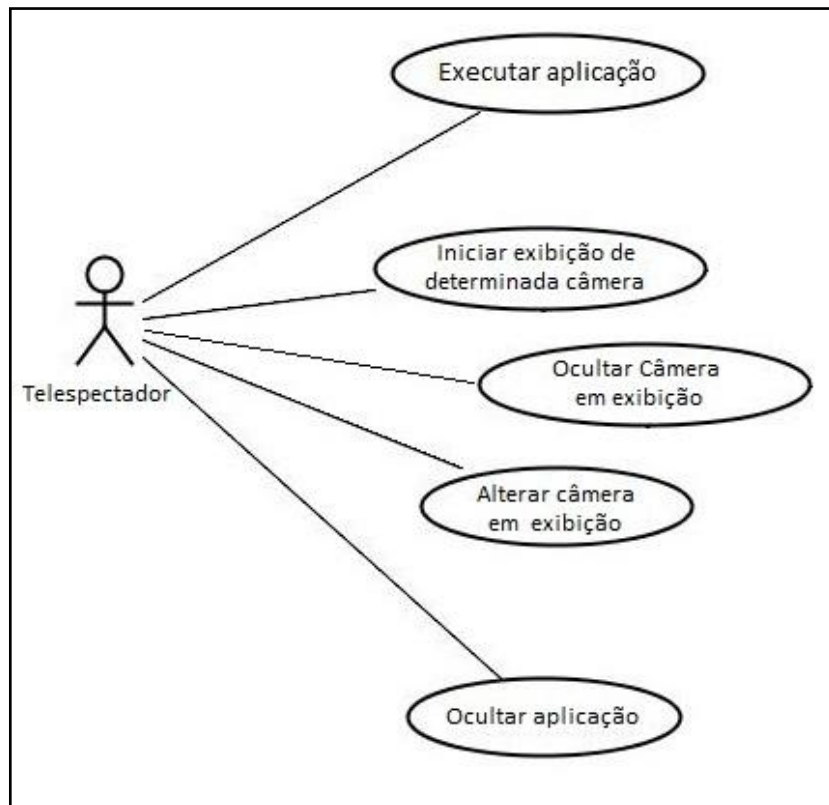 Executar aplicação
Iniciar exibição de
determinada câmera
Telespectador
Ocultar Câmera
em exibição
Alterar câmera
em exibição
Ocultar aplicação